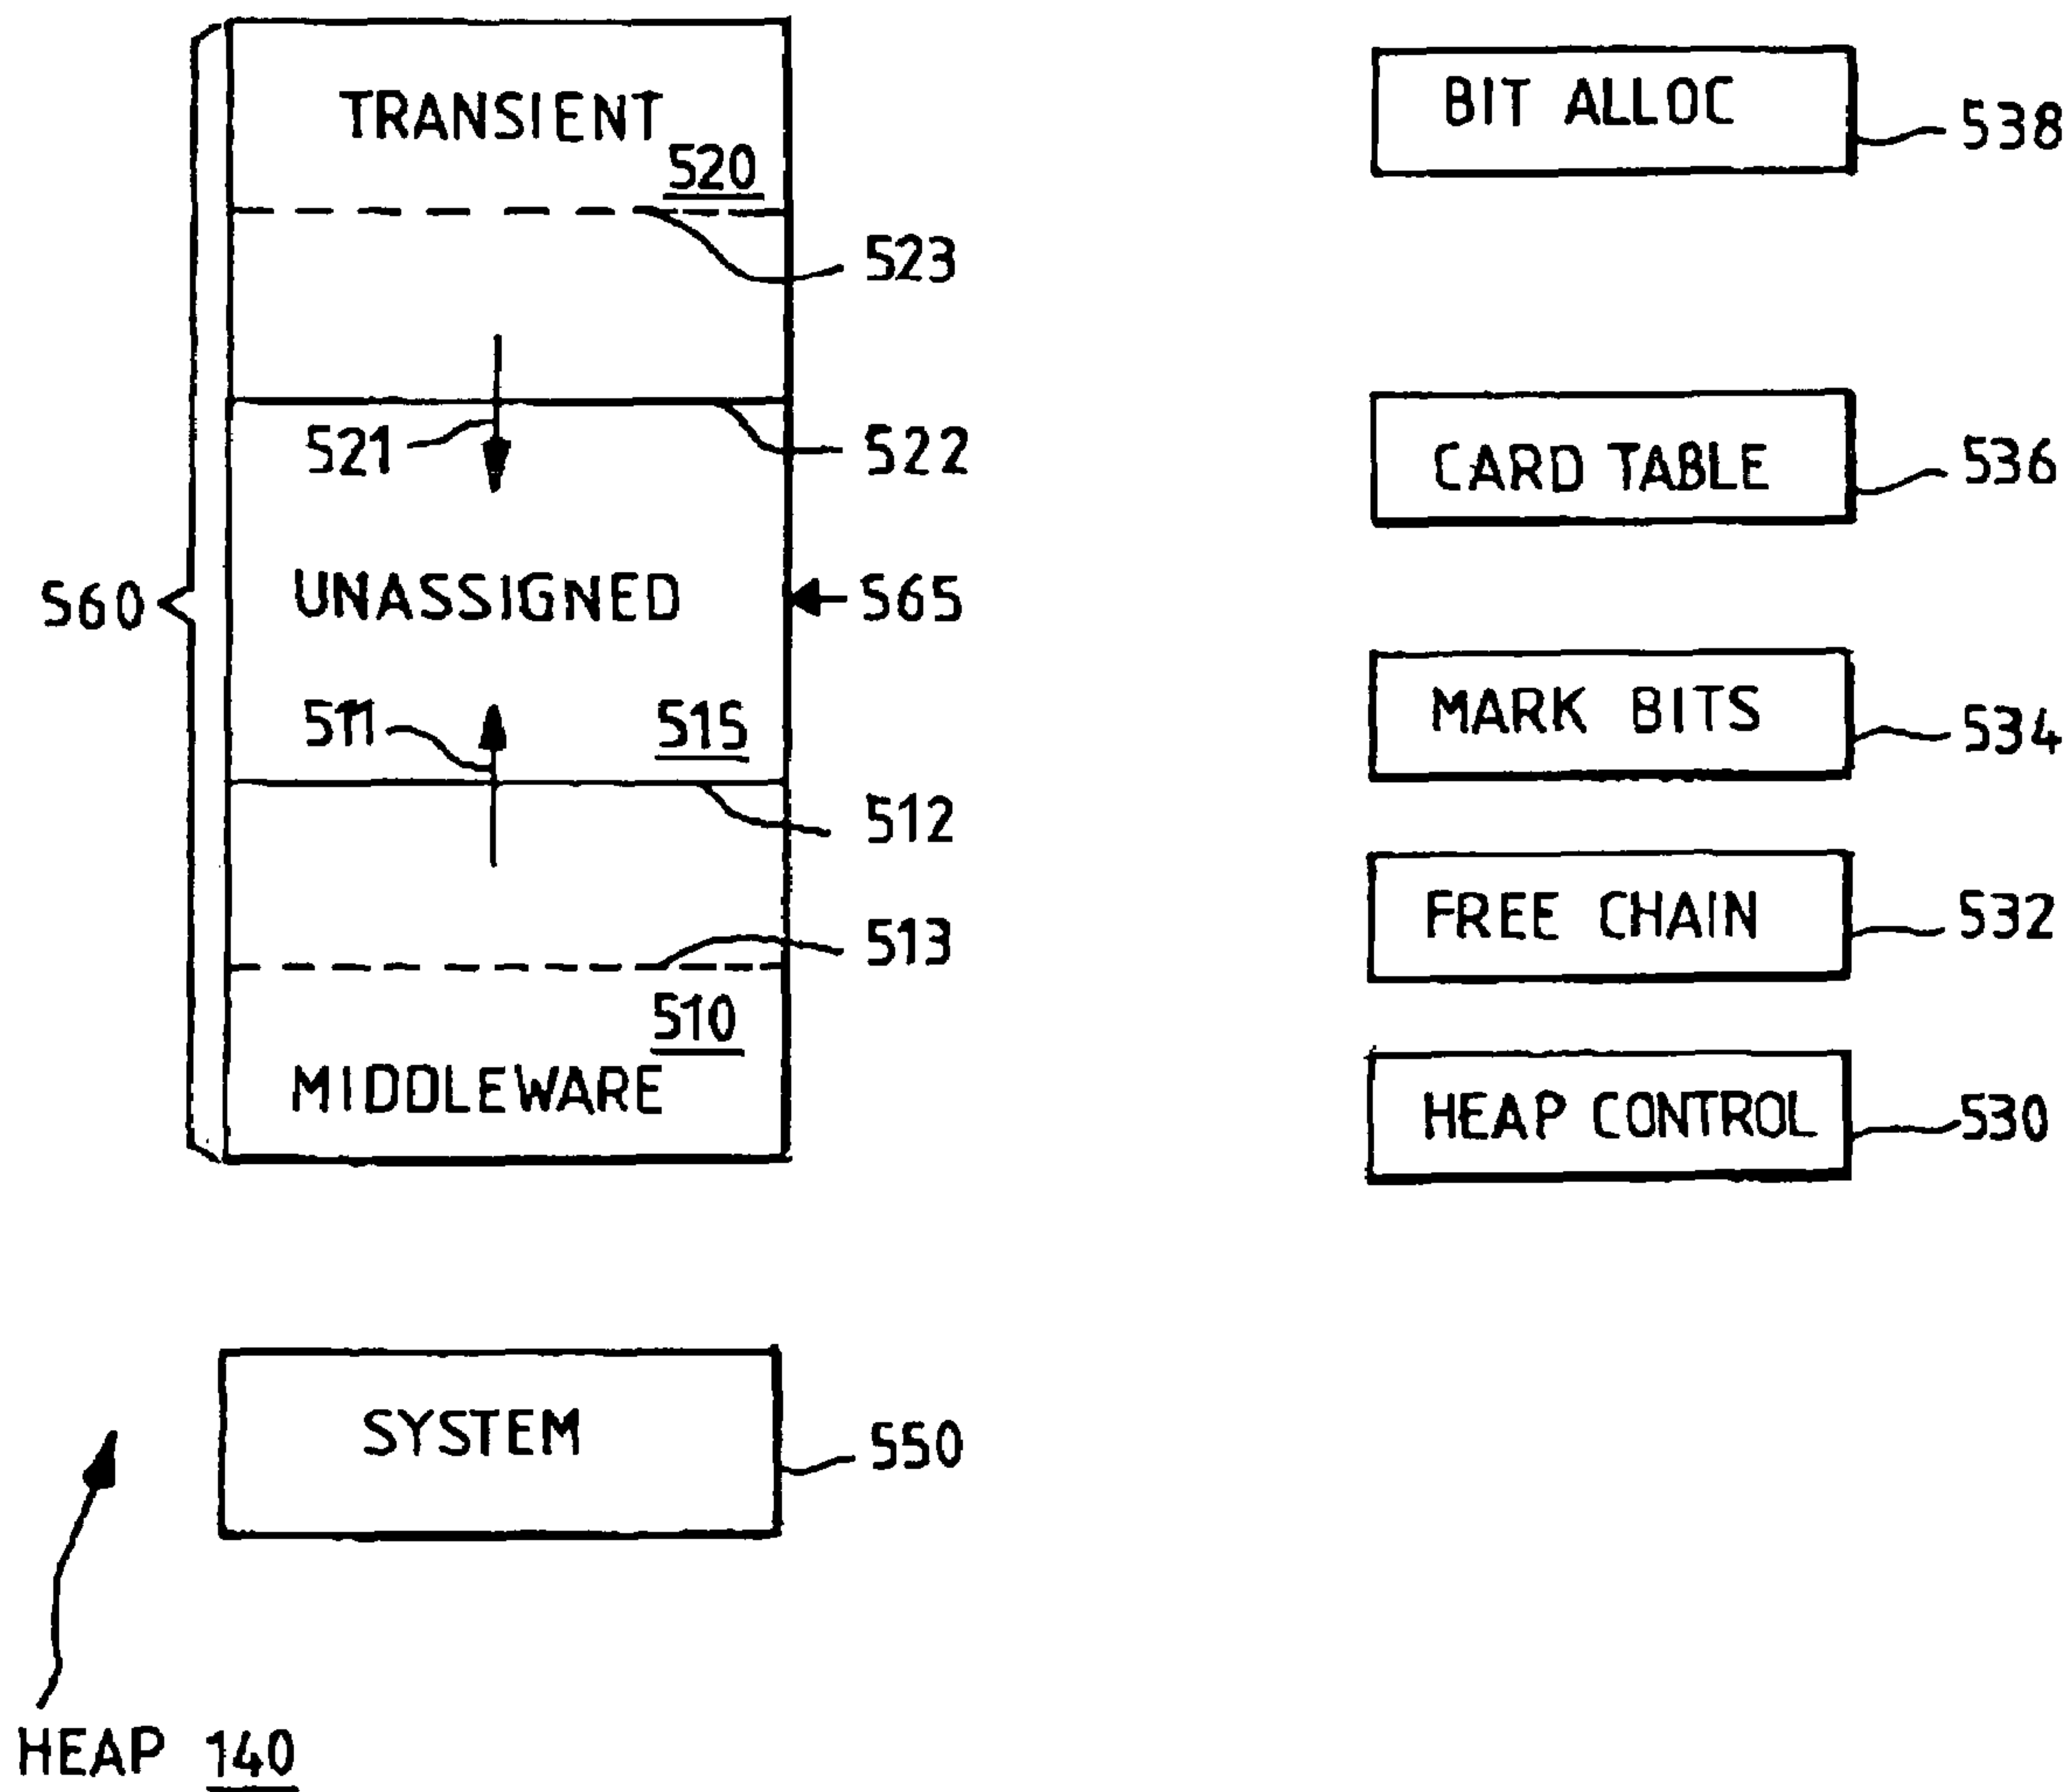 TRANSIENT
520
523
521
522
560
UNASSIGNED
565
511
515
512
513
510
MIDDLEWARE
SYSTEM
550
HEAP 140
BIT ALLOC
538
CARD TABLE
536
MARK BITS
534
FREE CHAIN
532
HEAP CONTROL
530